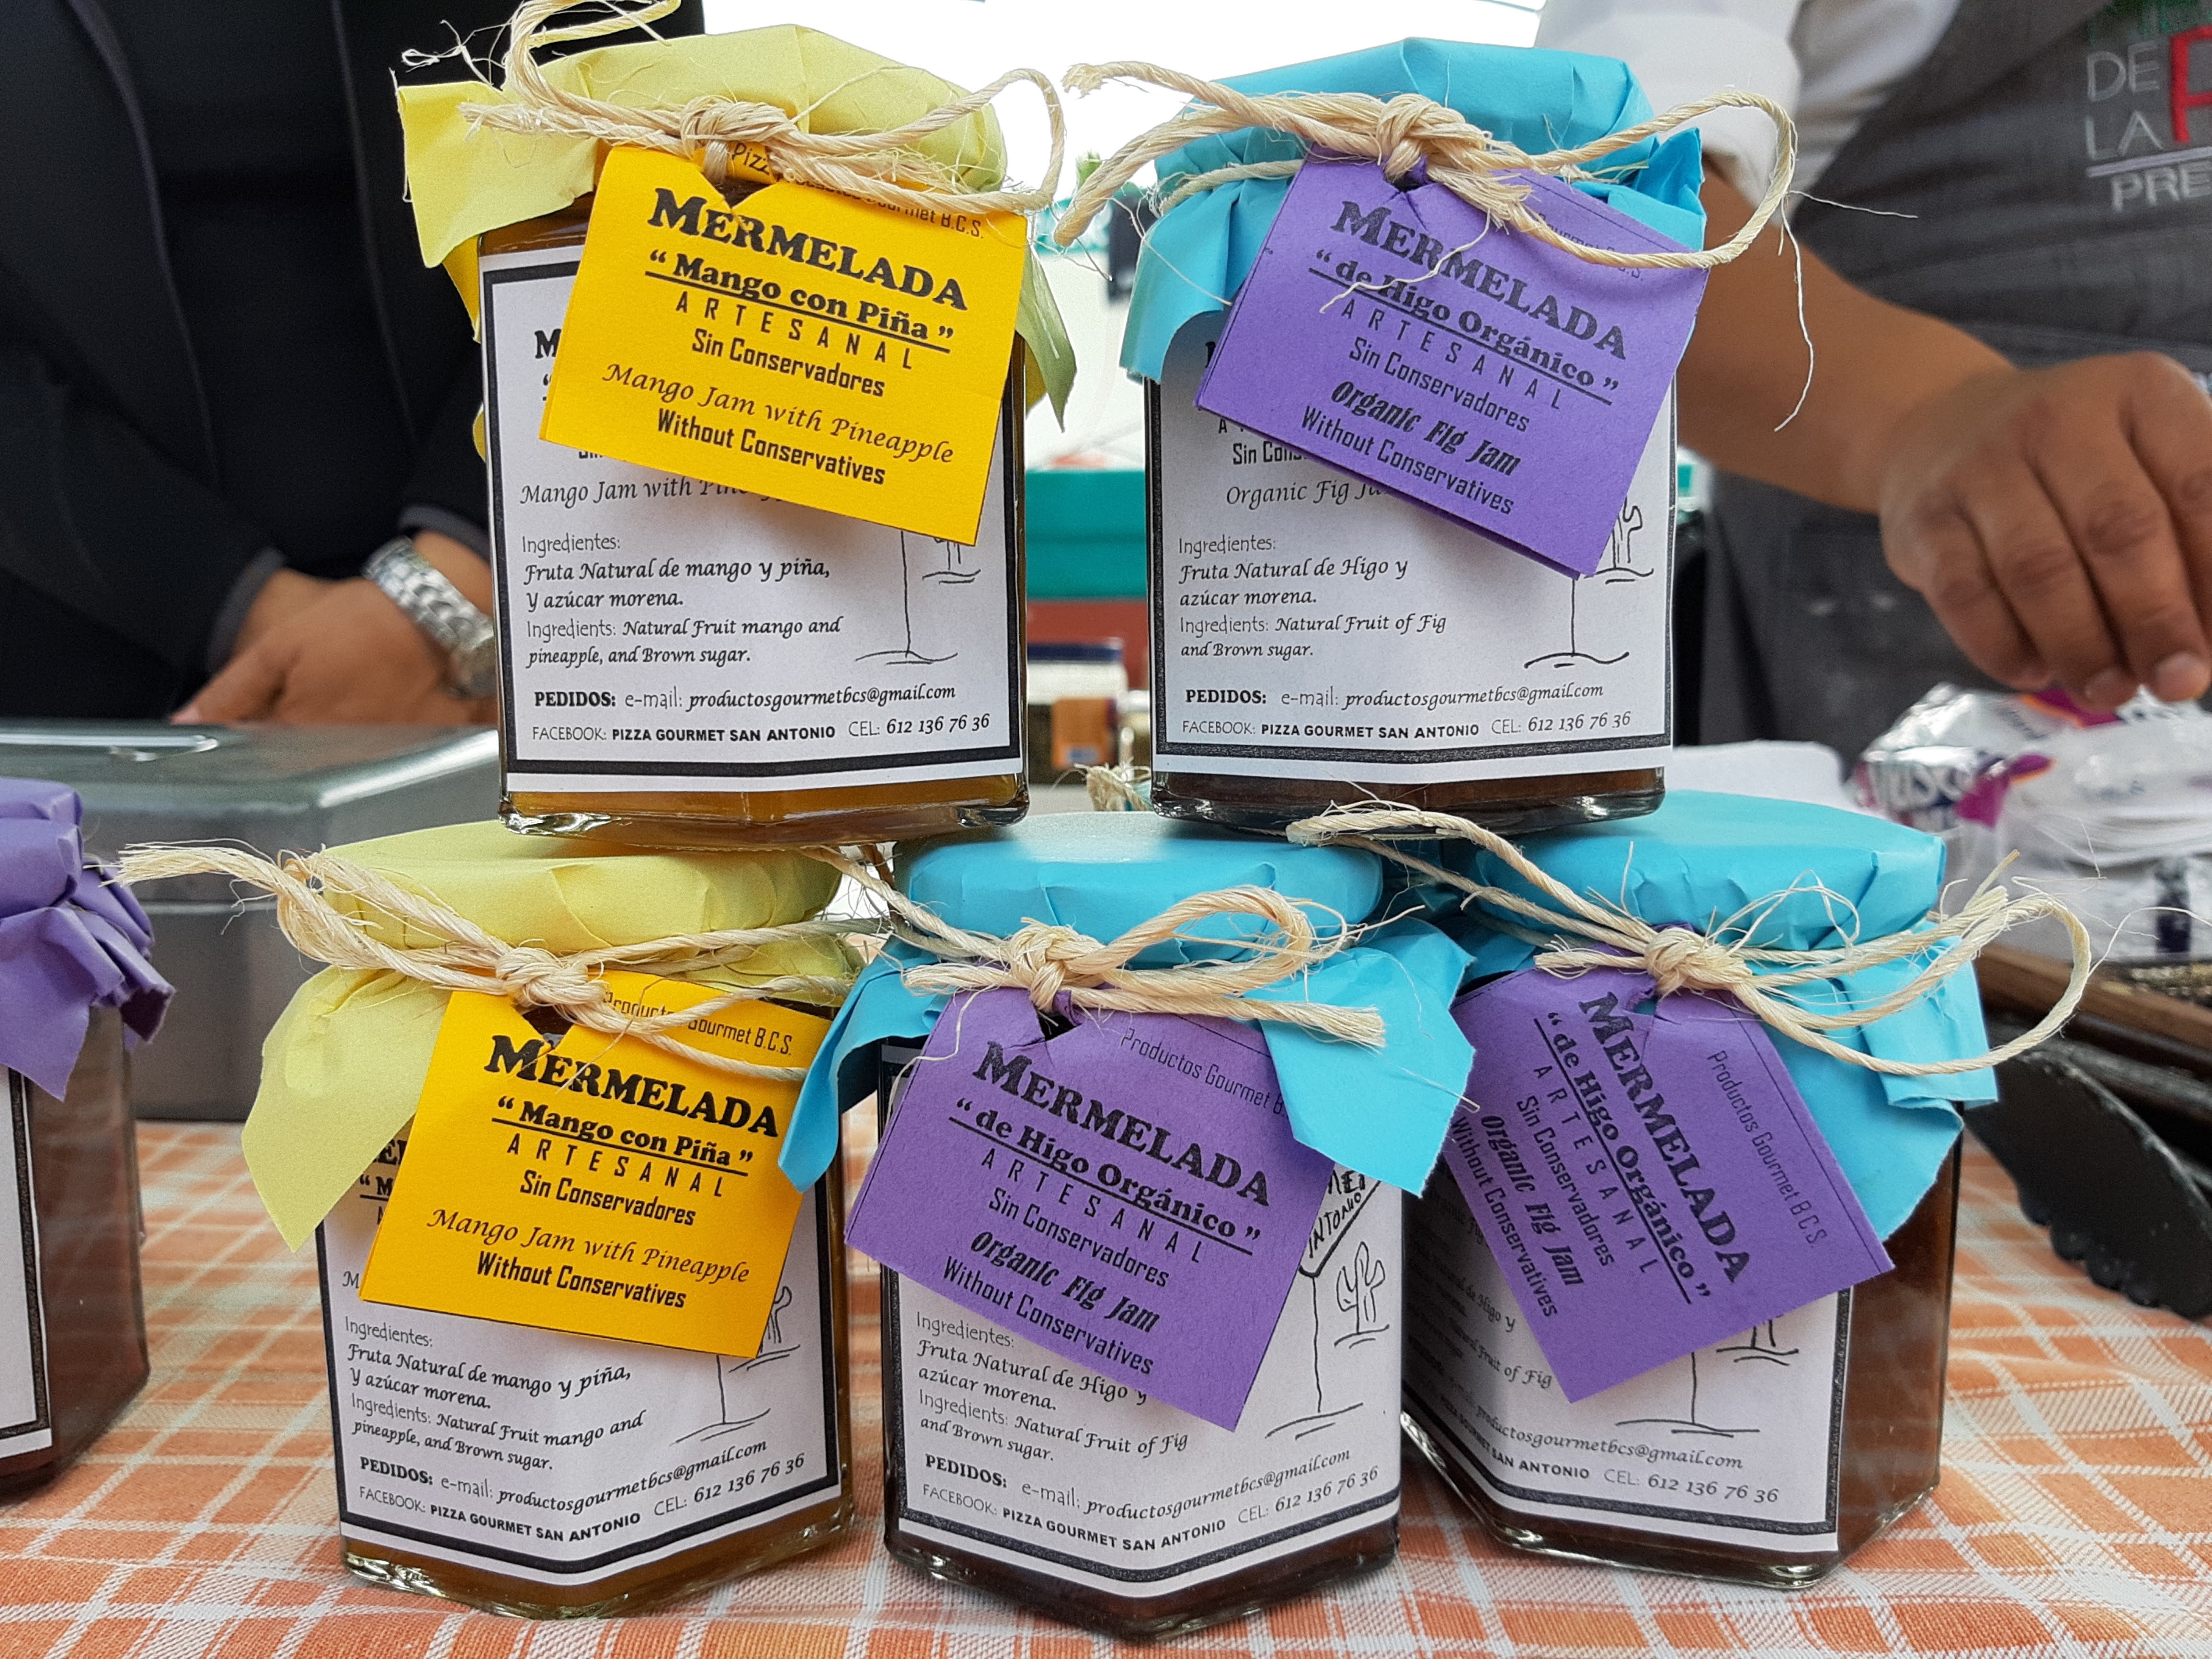 DE
LA
PRE
Gourmet B.C.S.
MERMELADA
“ Mango con Piña ”
ARTESANAL
Sin Conservadores
Mango Jam with Pineapple
Without Conservatives
Mango Jam with
Ingredientes:
Fruta Natural de mango y piña,
Y azúcar morena.
Ingredients: Natural Fruit mango and
pineapple, and Brown sugar.
PEDIDOS: e-mail: productosgourmetbcs@gmail.com
FACEBOOK: PIZZA GOURMET SAN ANTONIO CEL: 612 136 76 36
MERMELADA
“ de Higo Orgánico ”
ARTESANAL
Sin Conservadores
Organic Fig Jam
Without Conservatives
Sin
Organic Fig
Ingredientes:
Fruta Natural de Higo y
azúcar morena.
Ingredients: Natural Fruit of Fig
and Brown sugar.
PEDIDOS: e-mail: productosgourmetbcs@gmail.com
FACEBOOK: PIZZA GOURMET SAN ANTONIO CEL: 612 136 76 36
Productos Gourmet B.C.S.
MERMELADA
“ Mango con Piña ”
ARTESANAL
Sin Conservadores
Mango Jam with Pineapple
Without Conservatives
Ingredientes:
Fruta Natural de mango y piña,
Y azúcar morena.
Ingredients: Natural Fruit mango and
pineapple, and Brown sugar.
PEDIDOS: e-mail: productosgourmetbcs@gmail.com
FACEBOOK: PIZZA GOURMET SAN ANTONIO CEL: 612 136 76 36
Productos Gourmet B
MERMELADA
“ de Higo Orgánico ”
ARTESANAL
Sin Conservadores
Organic Fig Jam
Without Conservatives
INTONIO
Ingredientes:
Fruta Natural de Higo y
azúcar morena.
Ingredients: Natural Fruit of Fig
and Brown sugar.
PEDIDOS: e-mail: productosgourmetbcs@gmail.com
FACEBOOK: PIZZA GOURMET SAN ANTONIO CEL: 612 136 76 36
Productos Gourmet B.C.S.
MERMELADA
“ de Higo Orgánico ”
ARTESANAL
Sin Conservadores
Organic Fig Jam
Without Conservatives
Higo y
Fruit of Fig
productosgourmetbcs@gmail.com
SAN ANTONIO CEL: 612 136 76 36